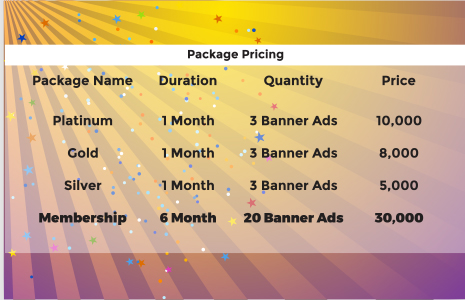 Package Pricing
Package Name Duration Quantity Price
Platinum 1 Month 3 Banner Ads 10,000
Gold 1 Month 3 Banner Ads 8,000
Silver 1 Month 3 Banner Ads 5,000
Membership 6 Month 20 Banner Ads 30,000